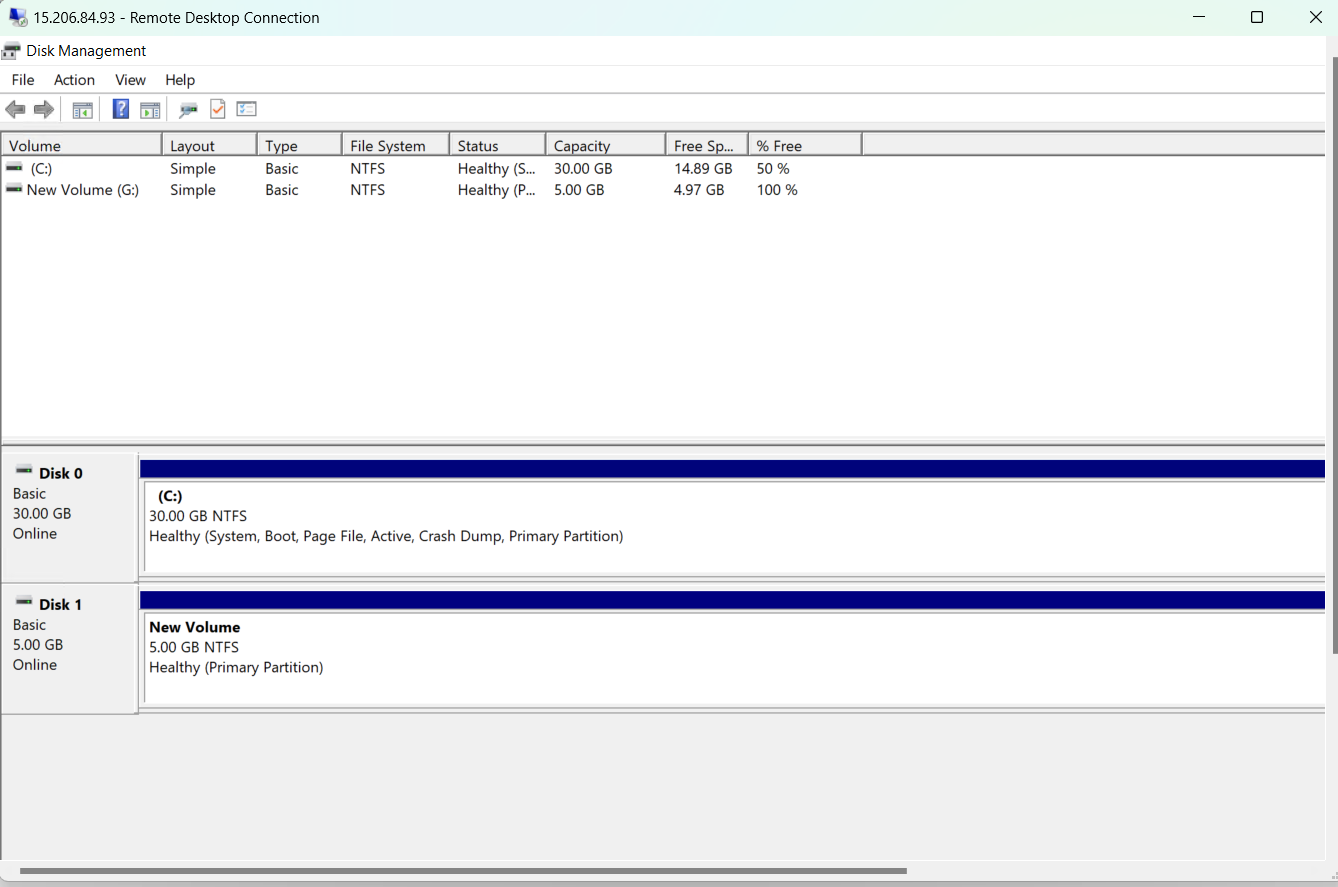 15.206.84.93 - Remote Desktop Connection
Disk Management
File Action View Help
Volume Layout Type File System Status Capacity Free Sp... % Free
(C:) Simple Basic NTFS Healthy (S... 30.00 GB 14.89 GB 50 %
New Volume (G:) Simple Basic NTFS Healthy (P... 5.00 GB 4.97 GB 100 %
Disk 0
Basic
30.00 GB
Online
(C:)
30.00 GB NTFS
Healthy (System, Boot, Page File, Active, Crash Dump, Primary Partition)
Disk 1
Basic
5.00 GB
Online
New Volume
5.00 GB NTFS
Healthy (Primary Partition)